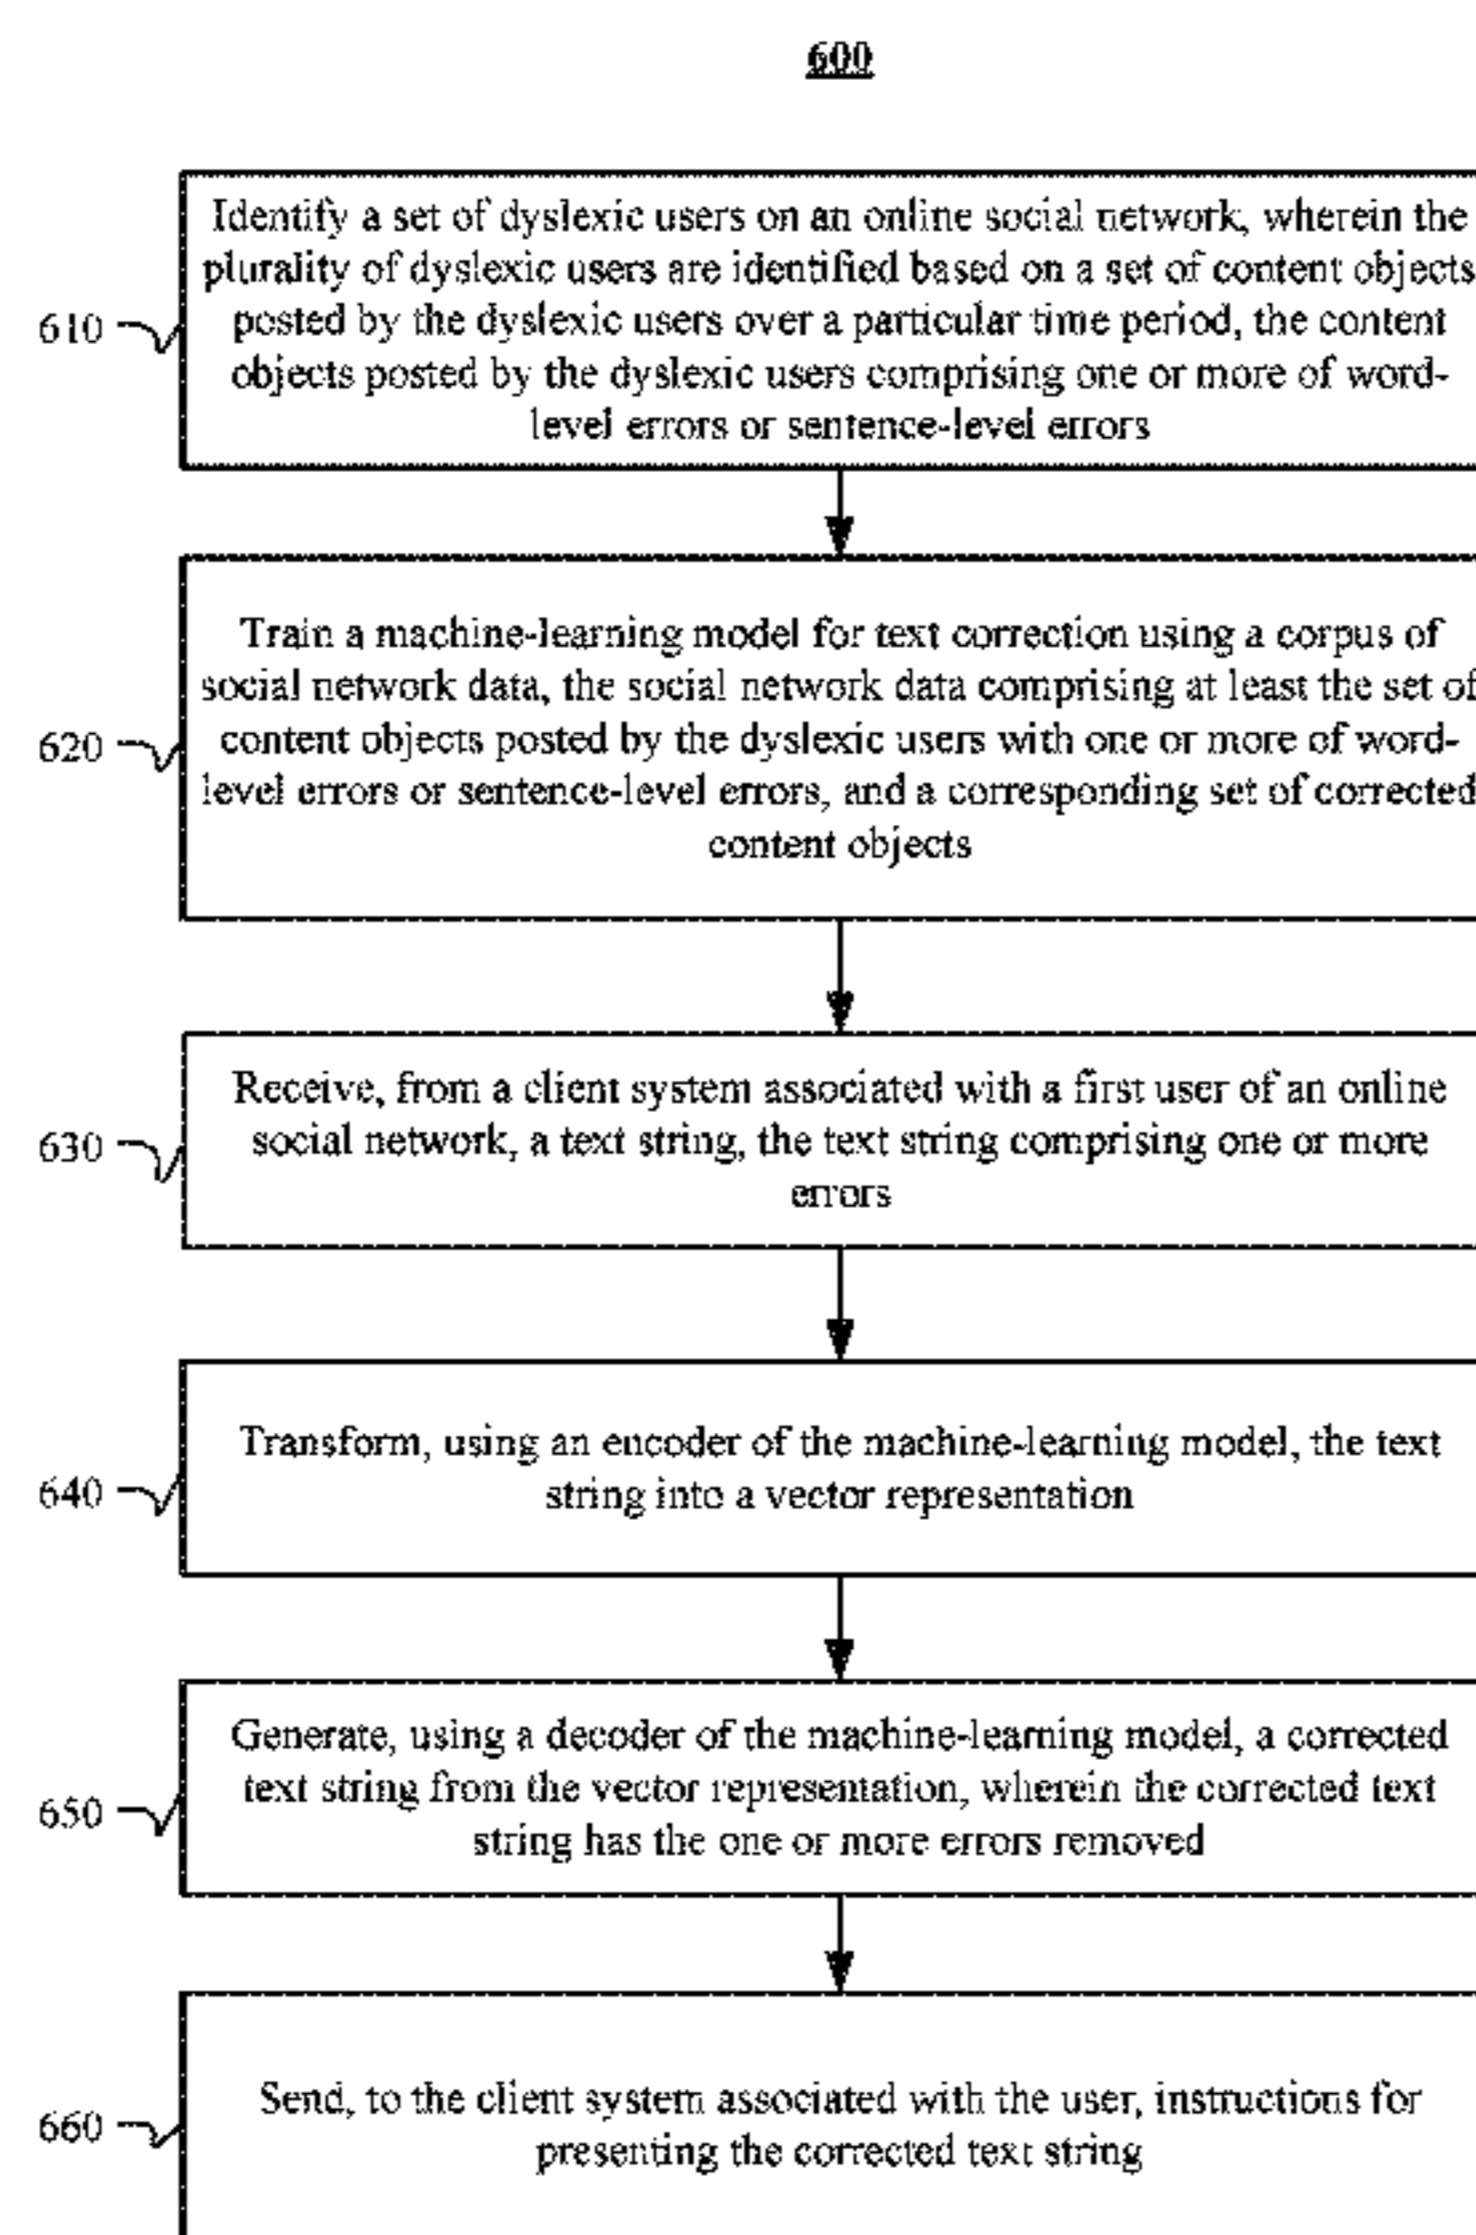 600
Identify a set of dyslexic users on an online social network, wherein the
plurality of dyslexic users are identified based on a set of content objects
610
posted by the dyslexic users over a particular time period, the content
objects posted by the dyslexic users comprising one or more of word-
level errors or sentence-level errors
Train a machine-learning model for text correction using a corpus of
social network data, the social network data comprising at least the set of
620
content objects posted by the dyslexic users with one or more of word-
level errors or sentence-level errors, and a corresponding set of corrected
content objects
Receive, from a client system associated with a first user of an online
630
social network, a text string, the text string comprising one or more
errors
Transform, using an encoder of the machine-learning model, the text
640
string into a vector representation
Generate, using a decoder of the machine-learning model, a corrected
650
text string from the vector representation, wherein the corrected text
string has the one or more errors removed
660
Send, to the client system associated with the user, instructions for
presenting the corrected text string